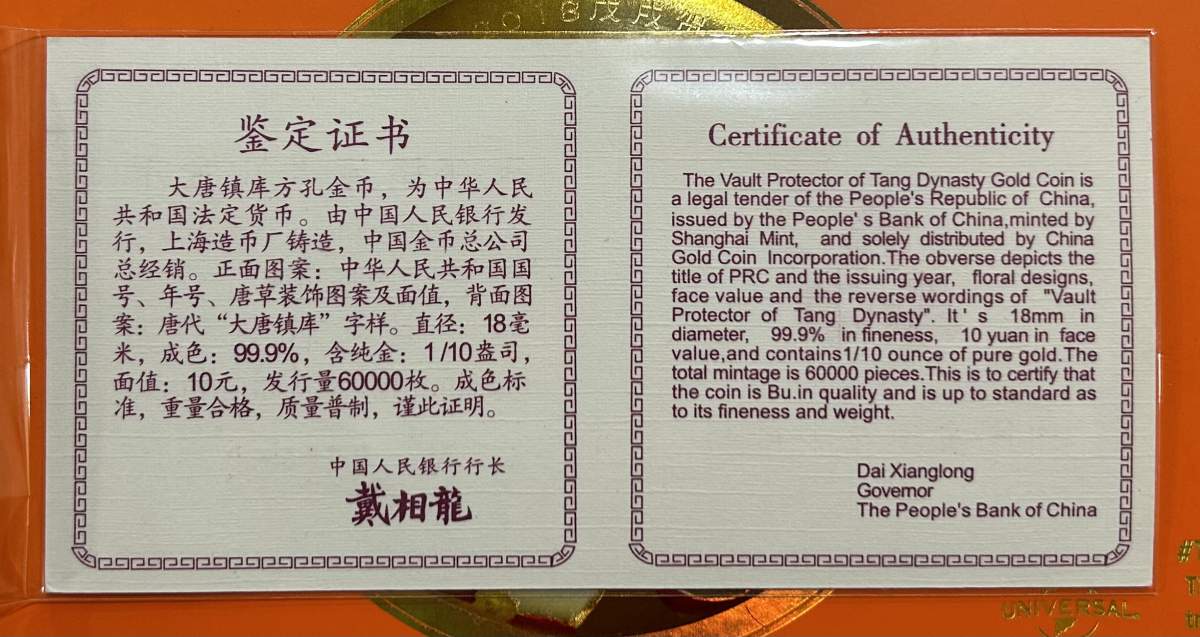 2018戊戌
鉴定证书
大唐镇库方孔金币，为中华人民
共和国法定货币。由中国人民银行发
行，上海造币厂铸造，中国金币总公司
总经销。正面图案：中华人民共和国国
号、年号、唐草装饰图案及面值，背面图
案：唐代“大唐镇库”字样。直径：18毫
米，成色：99.9%，含纯金：1/10盎司，
面值：10元，发行量60000枚。成色标
准，重量合格，质量普制，谨此证明。
中国人民银行行长
戴相龍
Certificate of Authenticity
The Vault Protector of Tang Dynasty Gold Coin is
a legal tender of the People's Republic of China,
issued by the People' s Bank of China,minted by
Shanghai Mint, and solely distributed by China
Gold Coin Incorporation.The obverse depicts the
title of PRC and the issuing year, floral designs,
face value and the reverse wordings of "Vault
Protector of Tang Dynasty". It' s 18mm in
diameter, 99.9% in fineness, 10 yuan in face
value,and contains1/10 ounce of pure gold.The
total mintage is 60000 pieces.This is to certify that
the coin is Bu.in quality and is up to standard as
to its fineness and weight.
Dai Xianglong
Governor
The People's Bank of China
UNIVERSAL